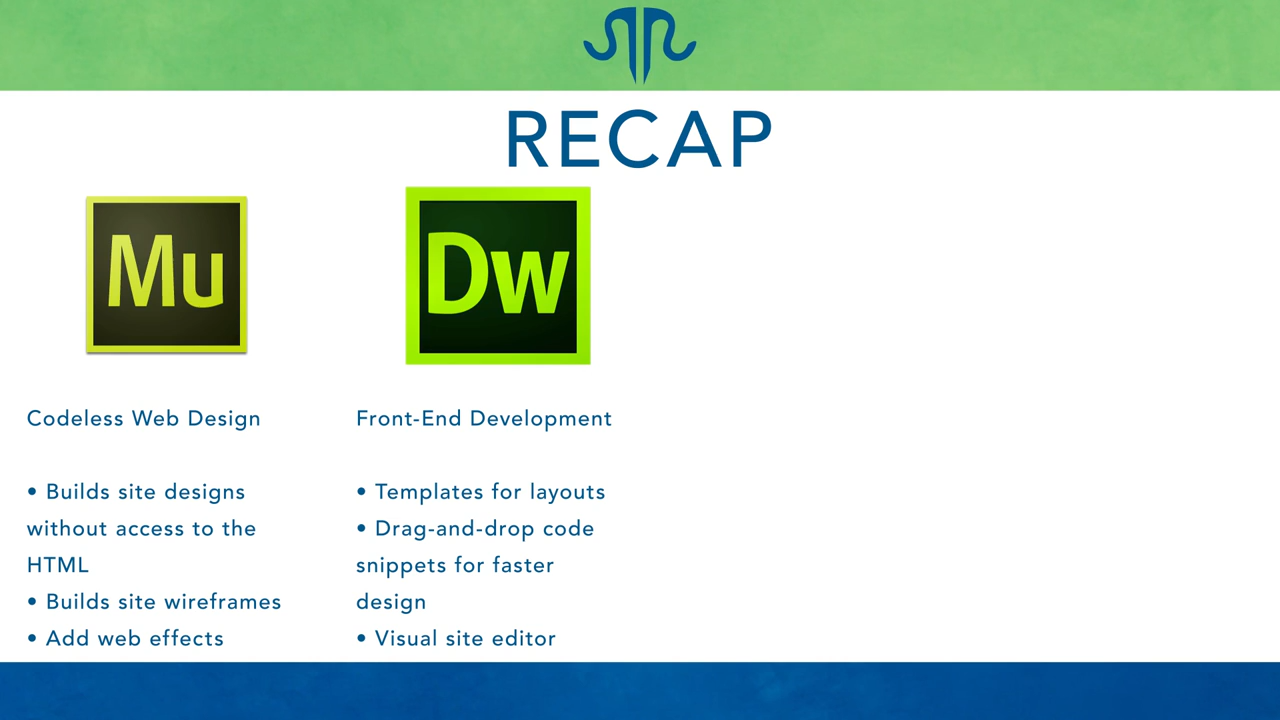 RECAP
Mu
Codeless Web Design
• Builds site designs
without access to the
HTML
• Builds site wireframes
• Add web effects
Dw
Front-End Development
• Templates for layouts
• Drag-and-drop code
snippets for faster
design
• Visual site editor